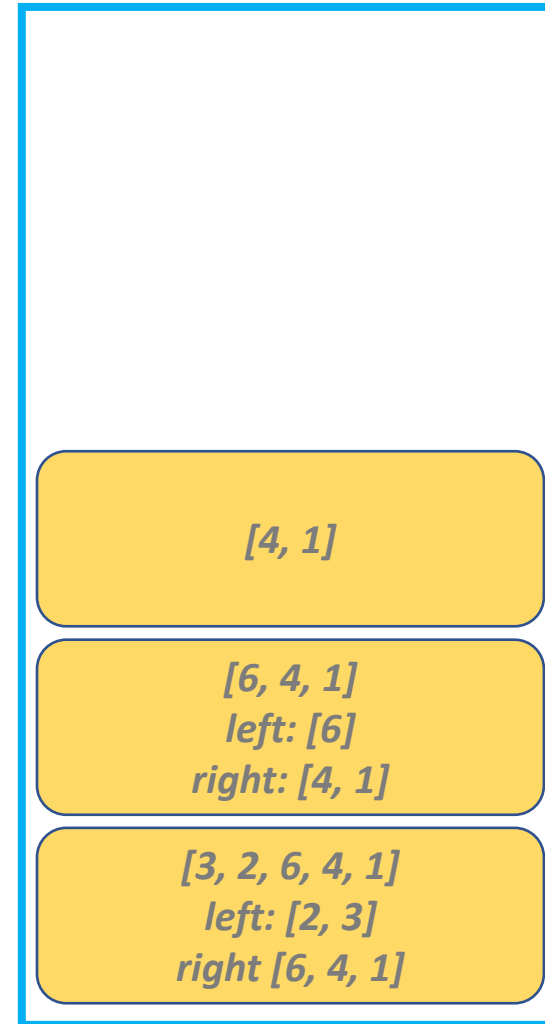 [4, 1]
[6, 4, 1]
left: [6]
right: [4, 1]
[3, 2, 6, 4, 1]
left: [2, 3]
right [6, 4, 1]